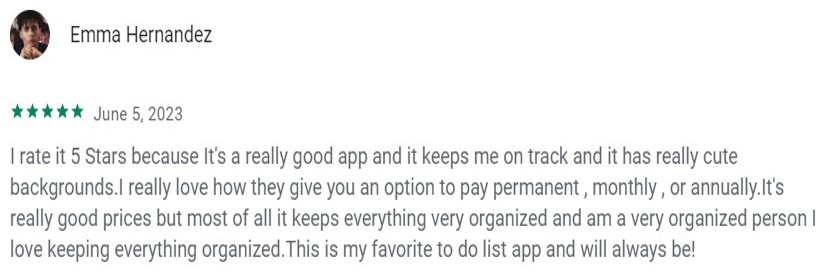 Emma Hernandez
June 5, 2023
I rate it 5 Stars because It's a really good app and it keeps me on track and it has really cute
backgrounds.I really love how they give you an option to pay permanent , monthly , or annually.It's
really good prices but most of all it keeps everything very organized and am a very organized person I
love keeping everything organized.This is my favorite to do list app and will always be!